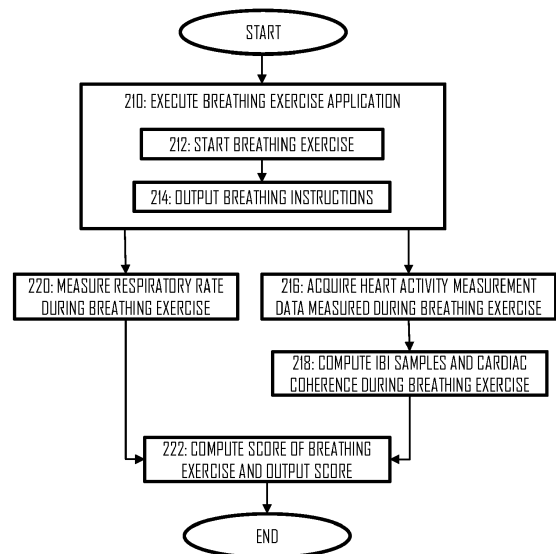 START
210: EXECUTE BREATHING EXERCISE APPLICATION
212: START BREATHING EXERCISE
214: OUTPUT BREATHING INSTRUCTIONS
220: MEASURE RESPIRATORY RATE
DURING BREATHING EXERCISE
216: ACQUIRE HEART ACTIVITY MEASUREMENT
DATA MEASURED DURING BREATHING EXERCISE
218: COMPUTE IBI SAMPLES AND CARDIAC
COHERENCE DURING BREATHING EXERCISE
222: COMPUTE SCORE OF BREATHING
EXERCISE AND OUTPUT SCORE
END